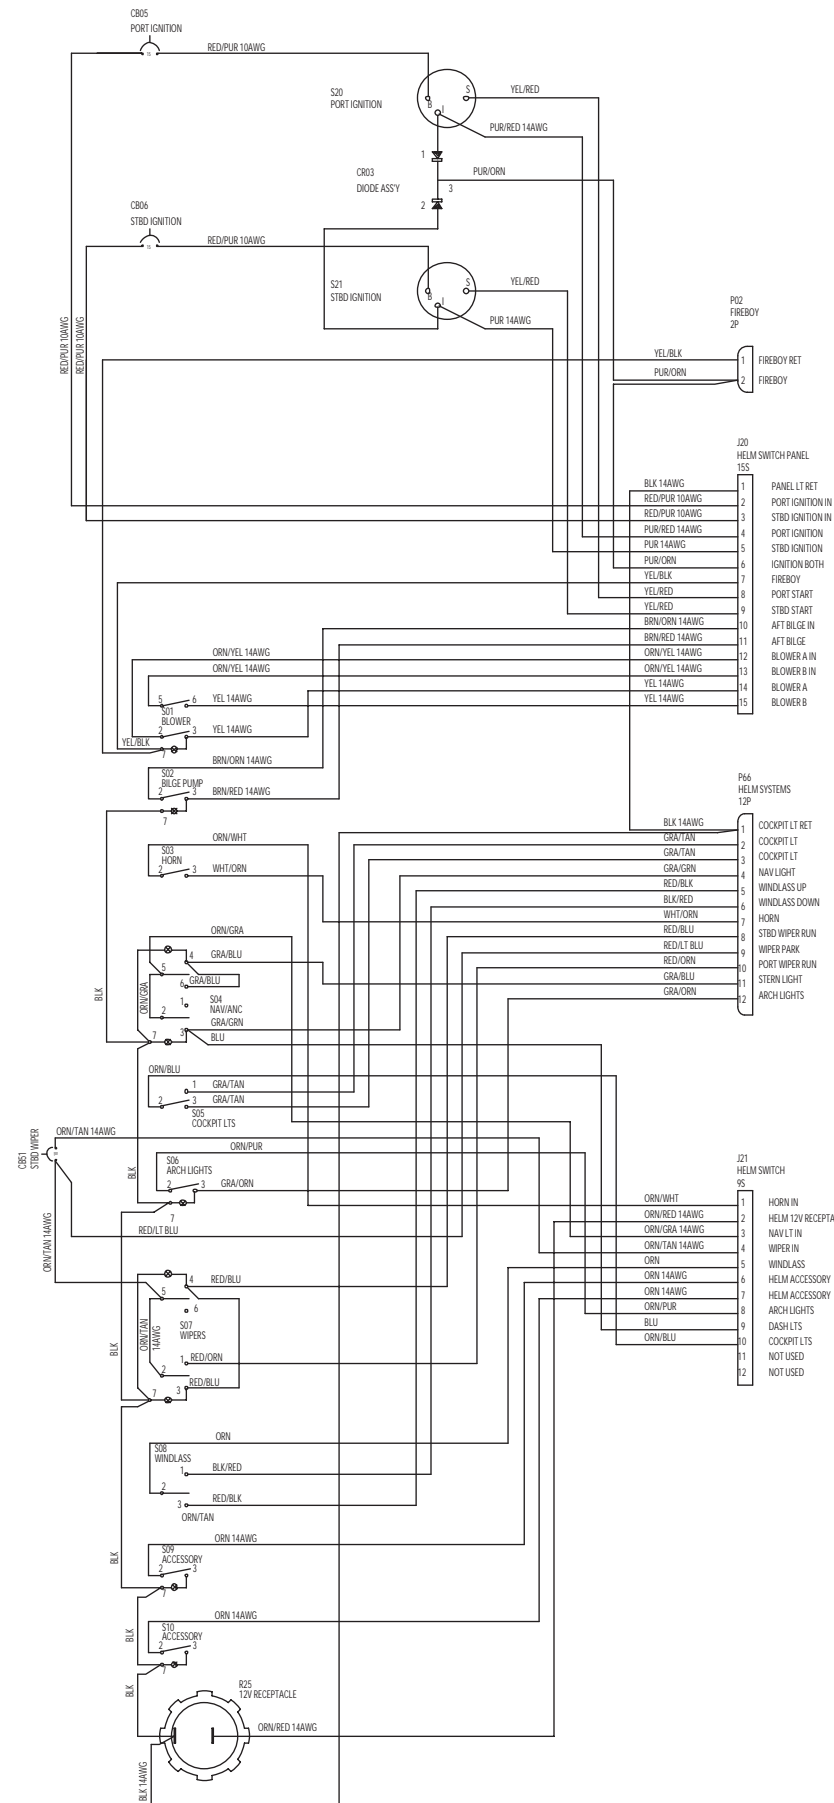 CB05
PORT IGNITION
RED/PUR 10AWG
S20
PORT IGNITION
B
S
I
YEL/RED
PUR/RED 14AWG
1
CR03
DIODE ASS'Y
PUR/ORN
3
2
CB06
STBD IGNITION
RED/PUR 10AWG
S21
STBD IGNITION
B
S
I
YEL/RED
PUR 14AWG
RED/PUR 10AWG
RED/PUR 10AWG
P02
FIREBOY
2P
YEL/BLK 1 FIREBOY RET
PUR/ORN 2 FIREBOY
J20
HELM SWITCH PANEL
15S
BLK 14AWG 1 PANEL LT RET
RED/PUR 10AWG 2 PORT IGNITION IN
RED/PUR 10AWG 3 STBD IGNITION IN
PUR/RED 14AWG 4 PORT IGNITION
PUR 14AWG 5 STBD IGNITION
PUR/ORN 6 IGNITION BOTH
YEL/BLK 7 FIREBOY
YEL/RED 8 PORT START
YEL/RED 9 STBD START
BRN/ORN 14AWG 10 AFT BILGE IN
BRN/RED 14AWG 11 AFT BILGE
ORN/YEL 14AWG 12 BLOWER A IN
ORN/YEL 14AWG 13 BLOWER B IN
YEL 14AWG 14 BLOWER A
YEL 14AWG 15 BLOWER B
ORN/YEL 14AWG
ORN/YEL 14AWG
5 6 YEL 14AWG
S01
BLOWER
2 3 YEL 14AWG
YEL/BLK
7
BRN/ORN 14AWG
S02
BILGE PUMP
2 3 BRN/RED 14AWG
7
P66
HELM SYSTEMS
12P
BLK 14AWG 1 COCKPIT LT RET
GRA/TAN 2 COCKPIT LT
GRA/TAN 3 COCKPIT LT
GRA/GRN 4 NAV LIGHT
RED/BLK 5 WINDLASS UP
BLK/RED 6 WINDLASS DOWN
WHT/ORN 7 HORN
RED/BLU 8 STBD WIPER RUN
RED/LT BLU 9 WIPER PARK
RED/ORN 10 PORT WIPER RUN
GRA/BLU 11 STERN LIGHT
GRA/ORN 12 ARCH LIGHTS
ORN/WHT
S03
HORN
2 3 WHT/ORN
ORN/GRA
4 GRA/BLU
5
6 GRA/BLU
ORN/GRA
1
S04
NAV/ANC
2
GRA/GRN
7 3
BLU
BLK
ORN/BLU
1 GRA/TAN
2 3 GRA/TAN
S05
COCKPIT LTS
CB51
STBD WIPER
ORN/TAN 14AWG
ORN/PUR
S06
ARCH LIGHTS
2 3 GRA/ORN
BLK
7
RED/LT BLU
ORN/TAN 14AWG
J21
HELM SWITCH
9S
ORN/WHT 1 HORN IN
ORN/RED 14AWG 2 HELM 12V RECEPTA
ORN/GRA 14AWG 3 NAV LT IN
ORN/TAN 14AWG 4 WIPER IN
ORN 5 WINDLASS
ORN 14AWG 6 HELM ACCESSORY
ORN 14AWG 7 HELM ACCESSORY
ORN/PUR 8 ARCH LIGHTS
BLU 9 DASH LTS
ORN/BLU 10 COCKPIT LTS
11 NOT USED
12 NOT USED
4 RED/BLU
5
6
S07
WIPERS
ORN/TAN
14AWG
1 RED/ORN
2
RED/BLU
7 3
BLK
ORN
S08
WINDLASS
1 BLK/RED
2
3 RED/BLK
ORN/TAN
BLK
ORN 14AWG
S09
ACCESSORY
2 3
7
BLK
ORN 14AWG
S10
ACCESSORY
2 3
7
BLK
R25
12V RECEPTACLE
ORN/RED 14AWG
BLK 14AWG